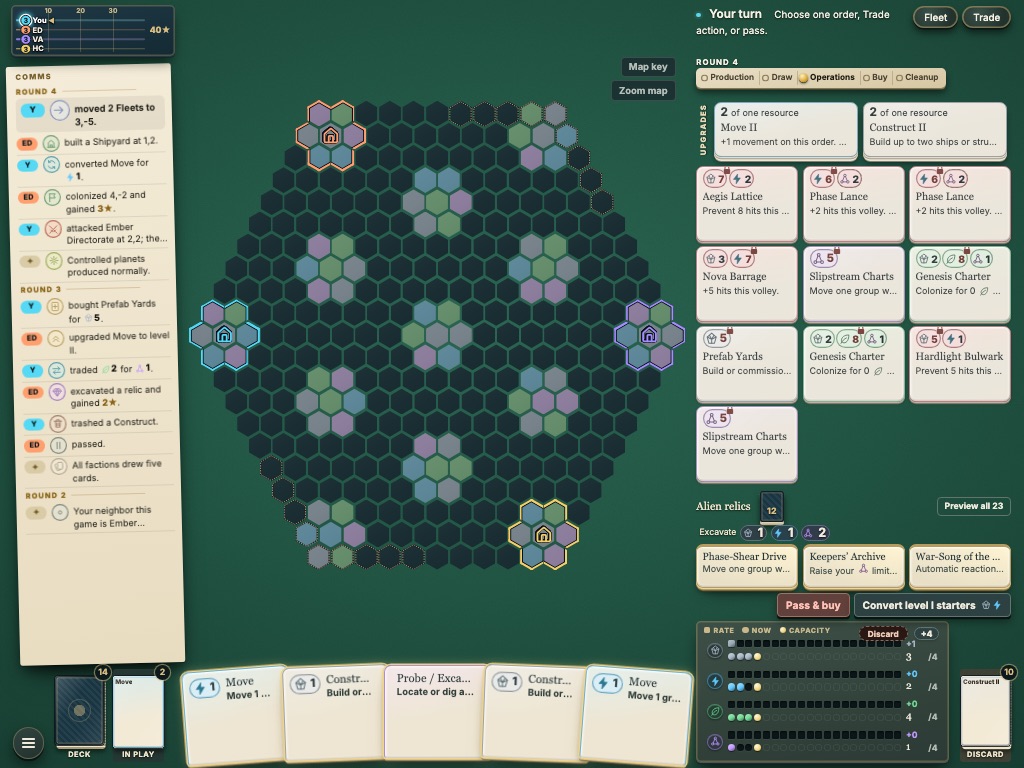 10 20 30
3 You
3 ED
3 VA
3 HC
40★
COMMS
ROUND 4
Y moved 2 Fleets to
3,-5.
ED built a Shipyard at 1,2.
Y converted Move for
1.
ED colonized 4,-2 and
gained 3★.
Y attacked Ember
Directorate at 2,2; the...
Controlled planets
produced normally.
ROUND 3
Y bought Prefab Yards
for 5.
ED upgraded Move to level
II.
Y traded 2 for 1.
ED excavated a relic and
gained 2★.
Y trashed a Construct.
ED passed.
All factions drew five
cards.
ROUND 2
Your neighbor this
game is Ember...
Map key
Zoom map
Your turn Choose one order, Trade
action, or pass.
Fleet
Trade
ROUND 4
Production Draw Operations Buy Cleanup
UPGRADES
2 of one resource
Move II
+1 movement on this order. ...
2 of one resource
Construct II
Build up to two ships or stru...
7 2
Aegis Lattice
Prevent 8 hits this ...
6 2
Phase Lance
+2 hits this volley. ...
6 2
Phase Lance
+2 hits this volley. ...
3 7
Nova Barrage
+5 hits this volley.
5
Slipstream Charts
Move one group w...
2 8 1
Genesis Charter
Colonize for 0 ...
5
Prefab Yards
Build or commissio...
2 8 1
Genesis Charter
Colonize for 0 ...
5 1
Hardlight Bulwark
Prevent 5 hits this ...
5
Slipstream Charts
Move one group w...
Alien relics
12
Preview all 23
Excavate 1 1 2
Phase-Shear Drive
Move one group w...
Keepers' Archive
Raise your limit...
War-Song of the ...
Automatic reaction...
Pass & buy
Convert level I starters
RATE NOW CAPACITY
Discard
+4
+1
3 /4
+0
2 /4
+0
4 /4
+0
1 /4
14
DECK
2
Move
IN PLAY
1 Move
Move 1 ...
1 Constr...
Build or...
Probe / Exca...
Locate or dig a...
1 Constr...
Build or...
1 Move
Move 1 gr...
10
Construct II
DISCARD